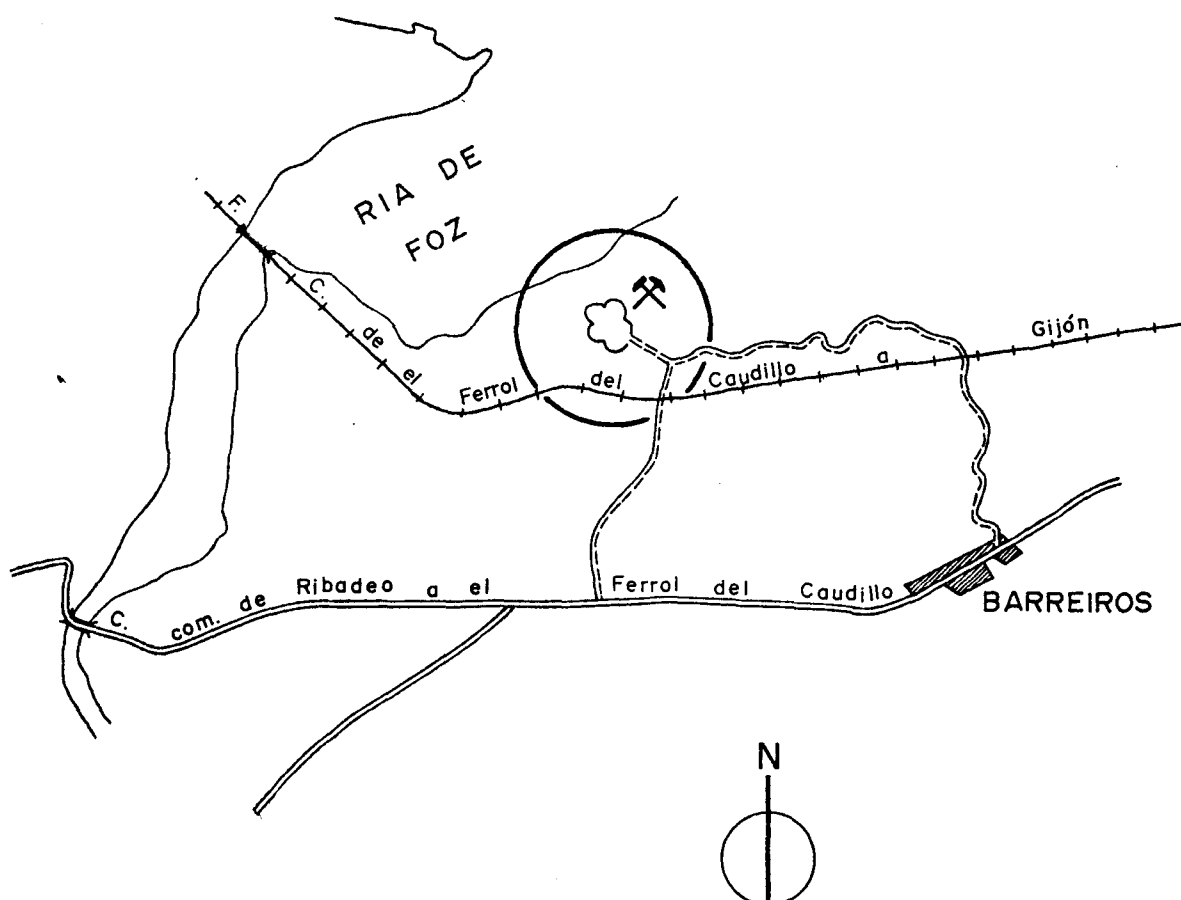 RIA DE
FOZ
F. C. de el Ferrol del Caudillo a Gijón
C. com. de Ribadeo a el Ferrol del Caudillo
BARREIROS
N